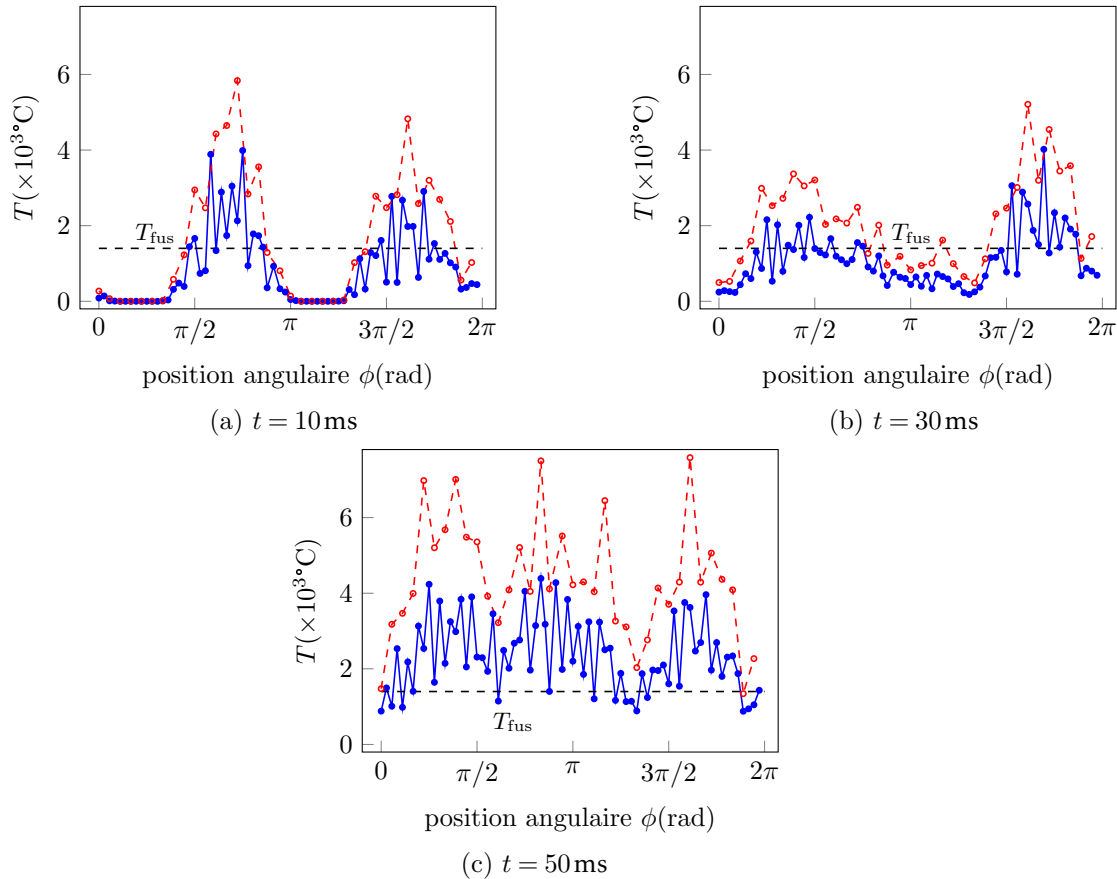 6
4
2
0
T(×10³°C)
T_fus
0 π/2 π 3π/2 2π
position angulaire ϕ(rad)
(a) t = 10 ms
6
4
2
0
T(×10³°C)
T_fus
0 π/2 π 3π/2 2π
position angulaire ϕ(rad)
(b) t = 30 ms
6
4
2
0
T(×10³°C)
T_fus
0 π/2 π 3π/2 2π
position angulaire ϕ(rad)
(c) t = 50 ms